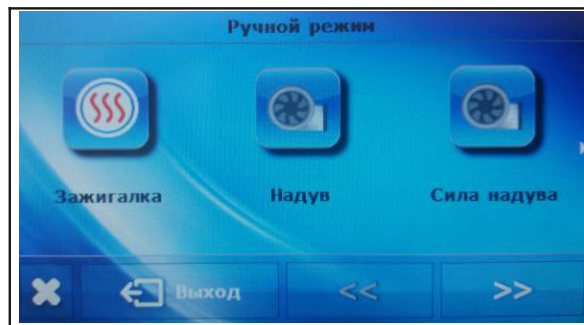 Ручной режим
Зажигалка
Надув
Сила надува
Выход
<<
>>